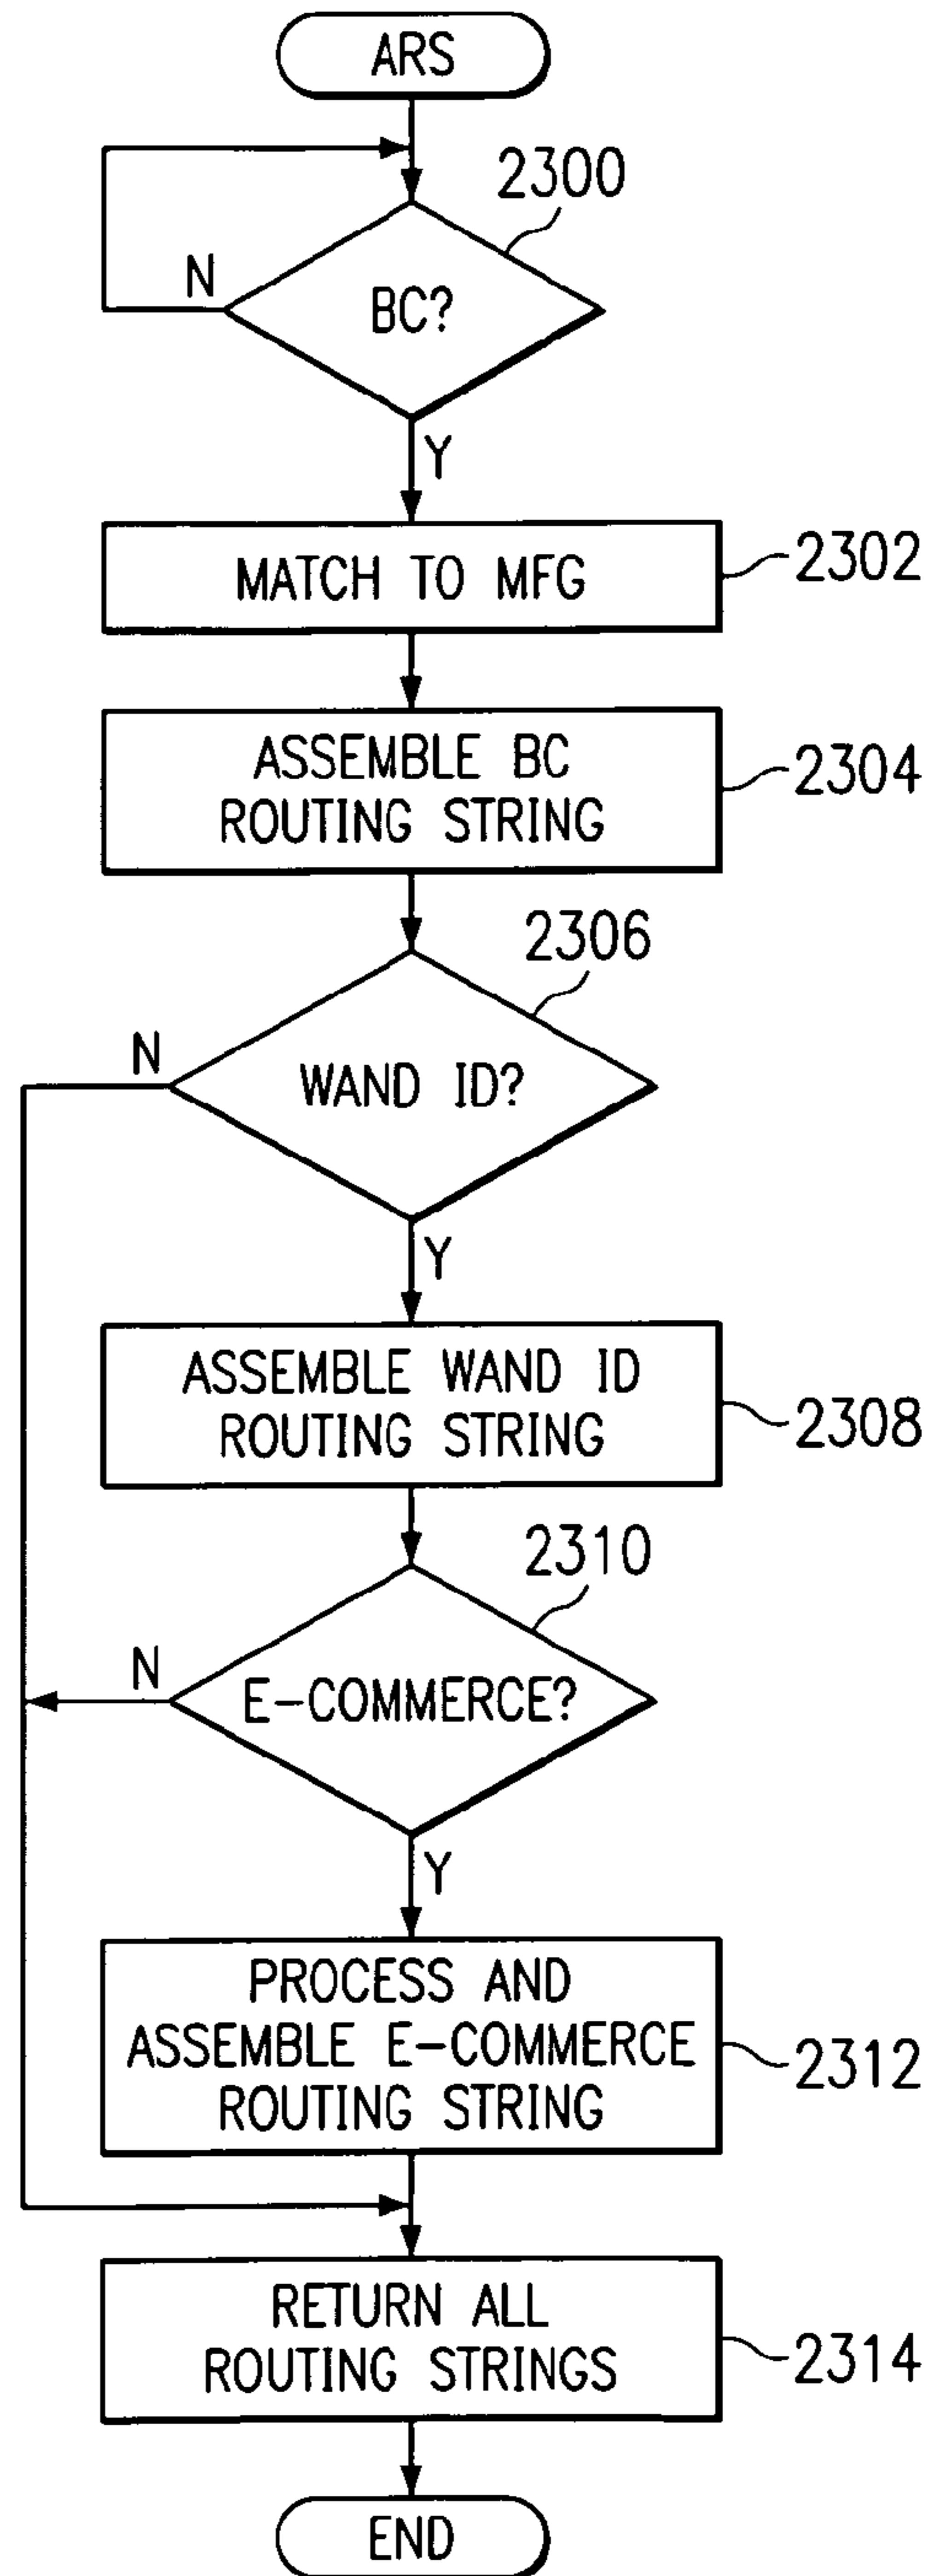 ARS
2300
N
BC?
Y
MATCH TO MFG
2302
ASSEMBLE BC
ROUTING STRING
2304
2306
N
WAND ID?
Y
ASSEMBLE WAND ID
ROUTING STRING
2308
2310
N
E-COMMERCE?
Y
PROCESS AND
ASSEMBLE E-COMMERCE
ROUTING STRING
2312
RETURN ALL
ROUTING STRINGS
2314
END